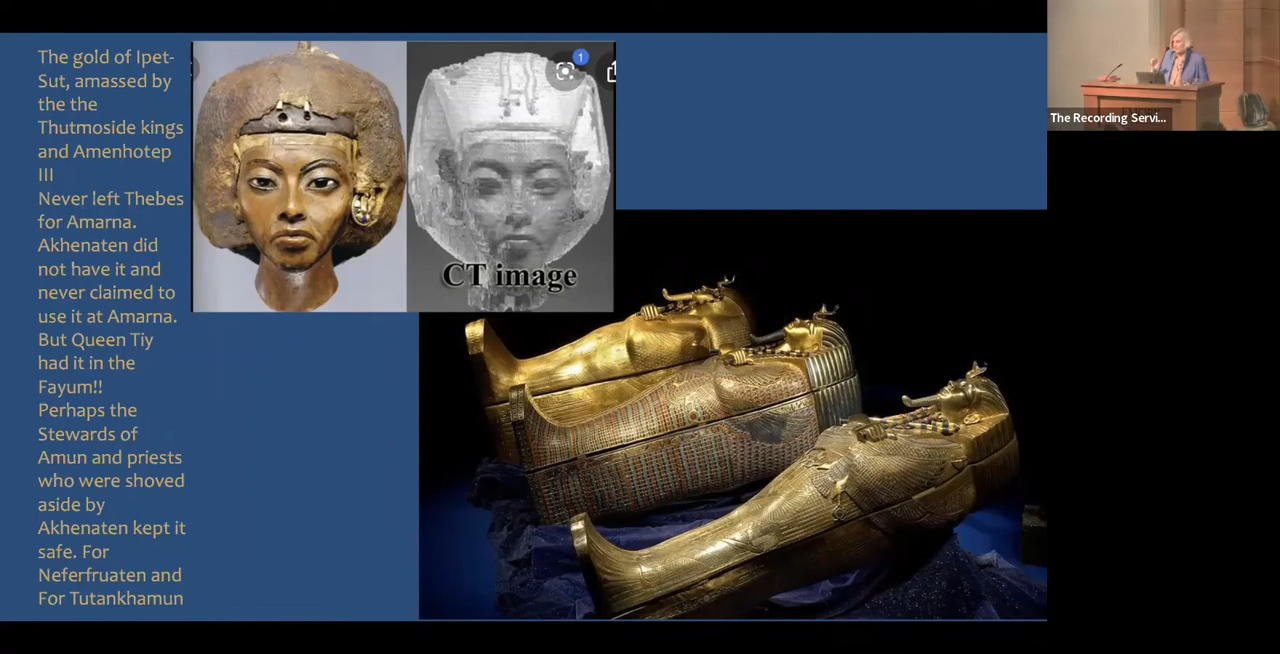 The gold of Ipet-
Sut, amassed by
the the
Thutmoside kings
and Amenhotep
III
Never left Thebes
for Amarna.
Akhenaten did
not have it and
never claimed to
use it at Amarna.
But Queen Tiy
had it in the
Fayum!!
Perhaps the
Stewards of
Amun and priests
who were shoved
aside by
Akhenaten kept it
safe. For
Neferfruaten and
For Tutankhamun
1
CT image
The Recording Servi...